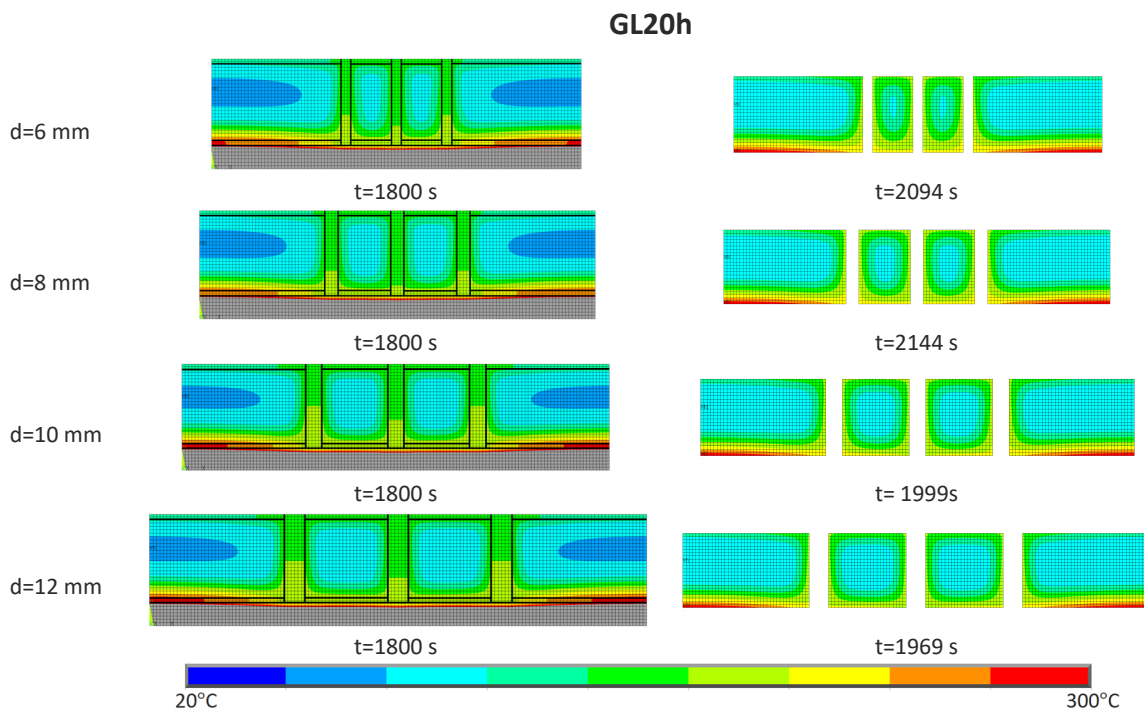 GL20h
d=6 mm
t=1800 s
t=2094 s
d=8 mm
t=1800 s
t=2144 s
d=10 mm
t=1800 s
t= 1999s
d=12 mm
t=1800 s
t=1969 s
20°C
300°C